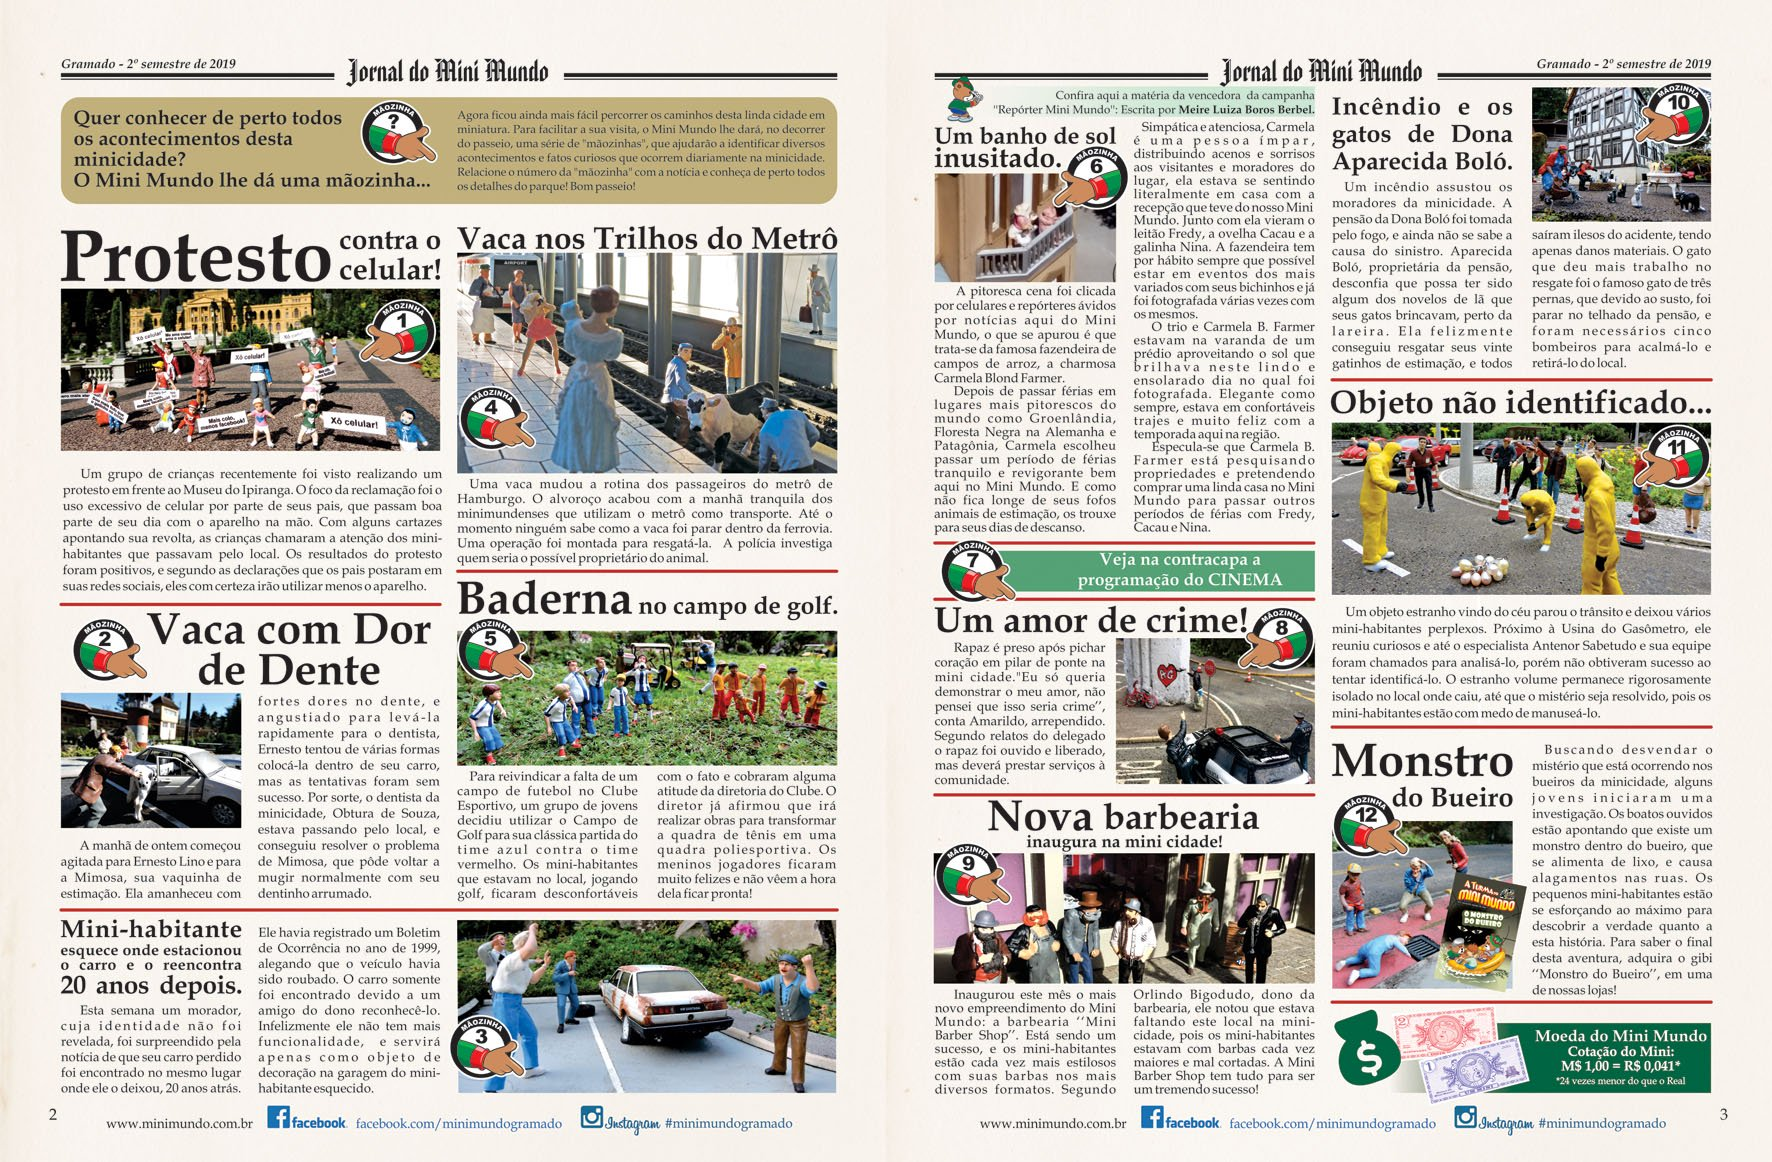 Gramado - 2º semestre de 2019
Jornal do Mini Mundo
Quer conhecer de perto todos
os acontecimentos desta
minicidade?
O Mini Mundo lhe dá uma mãozinha...
MÃOZINHA
?
Agora ficou ainda mais fácil percorrer os caminhos desta linda cidade em
miniatura. Para facilitar a sua visita, o Mini Mundo lhe dará, no decorrer
do passeio, uma série de "mãozinhas", que ajudarão a identificar diversos
acontecimentos e fatos curiosos que ocorrem diariamente na minicidade.
Relacione o número da "mãozinha" com a notícia e conheça de perto todos
os detalhes do parque! Bom passeio!
Protesto contra o
celular!
MÃOZINHA
1
Xô celular!
Xô celular!
Xô celular!
Mais colo,
menos facebook!
Xô celular!
Um grupo de crianças recentemente foi visto realizando um
protesto em frente ao Museu do Ipiranga. O foco da reclamação foi o
uso excessivo de celular por parte de seus pais, que passam boa
parte de seu dia com o aparelho na mão. Com alguns cartazes
apontando sua revolta, as crianças chamaram a atenção dos mini-
habitantes que passavam pelo local. Os resultados do protesto
foram positivos, e segundo as declarações que os pais postaram em
suas redes sociais, eles com certeza irão utilizar menos o aparelho.
MÃOZINHA
2
Vaca com Dor
de Dente
A manhã de ontem começou
agitada para Ernesto Lino e para
a Mimosa, sua vaquinha de
estimação. Ela amanheceu com
fortes dores no dente, e
angustiado para levá-la
rapidamente para o dentista,
Ernesto tentou de várias formas
colocá-la dentro de seu carro,
mas as tentativas foram sem
sucesso. Por sorte, o dentista da
minicidade, Obtura de Souza,
estava passando pelo local, e
conseguiu resolver o problema
de Mimosa, que pôde voltar a
mugir normalmente com seu
dentinho arrumado.
Vaca nos Trilhos do Metrô
AIRPORT
MÃOZINHA
4
Uma vaca mudou a rotina dos passageiros do metrô de
Hamburgo. O alvoroço acabou com a manhã tranquila dos
minimundenses que utilizam o metrô como transporte. Até o
momento ninguém sabe como a vaca foi parar dentro da ferrovia.
Uma operação foi montada para resgatá-la. A polícia investiga
quem seria o possível proprietário do animal.
Baderna no campo de golf.
MÃOZINHA
5
Para reivindicar a falta de um
campo de futebol no Clube
Esportivo, um grupo de jovens
decidiu utilizar o Campo de
Golf para sua clássica partida do
time azul contra o time
vermelho. Os mini-habitantes
que estavam no local, jogando
golf, ficaram desconfortáveis
com o fato e cobraram alguma
atitude da diretoria do Clube. O
diretor já afirmou que irá
realizar obras para transformar
a quadra de tênis em uma
quadra poliesportiva. Os
meninos jogadores ficaram
muito felizes e não vêem a hora
dela ficar pronta!
Mini-habitante
esquece onde estacionou
o carro e o reencontra
20 anos depois.
Esta semana um morador,
cuja identidade não foi
revelada, foi surpreendido pela
notícia de que seu carro perdido
foi encontrado no mesmo lugar
onde ele o deixou, 20 anos atrás.
Ele havia registrado um Boletim
de Ocorrência no ano de 1999,
alegando que o veículo havia
sido roubado. O carro somente
foi encontrado devido a um
amigo do dono reconhecê-lo.
Infelizmente ele não tem mais
funcionalidade, e servirá
apenas como objeto de
decoração na garagem do mini-
habitante esquecido.
MÃOZINHA
3
2
www.minimundo.com.br
facebook.
facebook.com/minimundogramado
Instagram
#minimundogramado
Jornal do Mini Mundo
Gramado - 2º semestre de 2019
Confira aqui a matéria da vencedora da campanha
"Repórter Mini Mundo": Escrita por Meire Luiza Boros Berbel.
Um banho de sol
inusitado.
MÃOZINHA
6
A pitoresca cena foi clicada
por celulares e repórteres ávidos
por notícias aqui do Mini
Mundo, o que se apurou é que
trata-se da famosa fazendeira de
campos de arroz, a charmosa
Carmela Blond Farmer.
Depois de passar férias em
lugares mais pitorescos do
mundo como Groenlândia,
Floresta Negra na Alemanha e
Patagônia, Carmela escolheu
passar um período de férias
tranquilo e revigorante bem
aqui no Mini Mundo. E como
não fica longe de seus fofos
animais de estimação, os trouxe
para seus dias de descanso.
Simpática e atenciosa, Carmela
é uma pessoa ímpar,
distribuindo acenos e sorrisos
aos visitantes e moradores do
lugar, ela estava se sentindo
literalmente em casa com a
recepção que teve do nosso Mini
Mundo. Junto com ela vieram o
leitão Fredy, a ovelha Cacau e a
galinha Nina. A fazendeira tem
por hábito sempre que possível
estar em eventos dos mais
variados com seus bichinhos e já
foi fotografada várias vezes com
os mesmos.
O trio e Carmela B. Farmer
estavam na varanda de um
prédio aproveitando o sol que
brilhava neste lindo e
ensolarado dia no qual foi
fotografada. Elegante como
sempre, estava em confortáveis
trajes e muito feliz com a
temporada aqui na região.
Especula-se que Carmela B.
Farmer está pesquisando
propriedades e pretendendo
comprar uma linda casa no Mini
Mundo para passar outros
períodos de férias com Fredy,
Cacau e Nina.
MÃOZINHA
7
Veja na contracapa a
programação do CINEMA
Um amor de crime!
MÃOZINHA
8
Rapaz é preso após pichar
coração em pilar de ponte na
mini cidade."Eu só queria
demonstrar o meu amor, não
pensei que isso seria crime",
conta Amarildo, arrependido.
Segundo relatos do delegado
o rapaz foi ouvido e liberado,
mas deverá prestar serviços à
comunidade.
Nova barbearia
inaugura na mini cidade!
MÃOZINHA
9
Inaugurou este mês o mais
novo empreendimento do Mini
Mundo: a barbearia ''Mini
Barber Shop''. Está sendo um
sucesso, e os mini-habitantes
estão cada vez mais estilosos
com suas barbas nos mais
diversos formatos. Segundo
Orlindo Bigodudo, dono da
barbearia, ele notou que estava
faltando este local na mini-
cidade, pois os mini-habitantes
estavam com barbas cada vez
maiores e mal cortadas. A Mini
Barber Shop tem tudo para ser
um tremendo sucesso!
Incêndio e os
gatos de Dona
Aparecida Boló.
MÃOZINHA
10
Um incêndio assustou os
moradores da minicidade. A
pensão da Dona Boló foi tomada
pelo fogo, e ainda não se sabe a
causa do sinistro. Aparecida
Boló, proprietária da pensão,
desconfia que possa ter sido
algum dos novelos de lã que
seus gatos brincavam, perto da
lareira. Ela felizmente
conseguiu resgatar seus vinte
gatinhos de estimação, e todos
saíram ilesos do acidente, tendo
apenas danos materiais. O gato
que deu mais trabalho no
resgate foi o famoso gato de três
pernas, que devido ao susto, foi
parar no telhado da pensão, e
foram necessários cinco
bombeiros para acalmá-lo e
retirá-lo do local.
Objeto não identificado...
MÃOZINHA
11
Um objeto estranho vindo do céu parou o trânsito e deixou vários
mini-habitantes perplexos. Próximo à Usina do Gasômetro, ele
reuniu curiosos e até o especialista Antenor Sabetudo e sua equipe
foram chamados para analisá-lo, porém não obtiveram sucesso ao
tentar identificá-lo. O estranho volume permanece rigorosamente
isolado no local onde caiu, até que o mistério seja resolvido, pois os
mini-habitantes estão com medo de manuseá-lo.
Monstro
do Bueiro
MÃOZINHA
12
A TURMA DO
MINI MUNDO
O MONSTRO
DO BUEIRO
Buscando desvendar o
mistério que está ocorrendo nos
bueiros da minicidade, alguns
jovens iniciaram uma
investigação. Os boatos ouvidos
estão apontando que existe um
monstro dentro do bueiro, que
se alimenta de lixo, e causa
alagamentos nas ruas. Os
pequenos mini-habitantes estão
se esforçando ao máximo para
descobrir a verdade quanto a
esta história. Para saber o final
desta aventura, adquira o gibi
''Monstro do Bueiro'', em uma
de nossas lojas!
$
2
1
Moeda do Mini Mundo
Cotação do Mini:
M$ 1,00 = R$ 0,041*
*24 vezes menor do que o Real
www.minimundo.com.br
facebook.
facebook.com/minimundogramado
Instagram
#minimundogramado
3